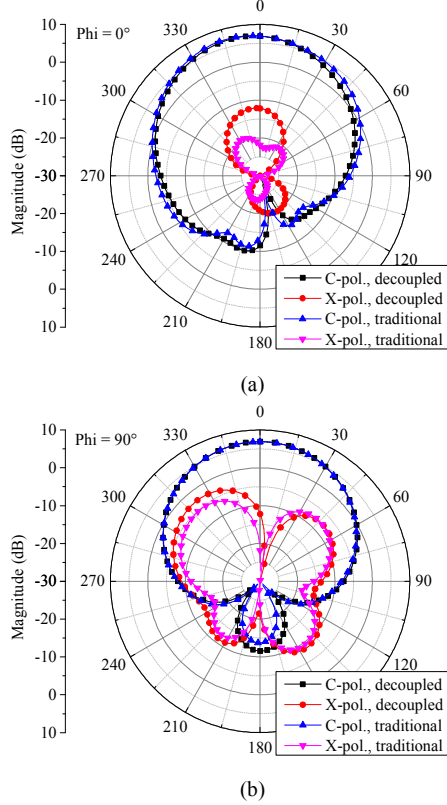 Phi = 0°
0
30
60
90
120
180
210
240
270
300
330
Magnitude (dB)
10
0
-10
-20
-30
-20
-10
0
10
C-pol., decoupled
X-pol., decoupled
C-pol., traditional
X-pol., traditional
(a)
Phi = 90°
0
30
60
90
120
180
210
240
270
300
330
Magnitude (dB)
10
0
-10
-20
-30
-20
-10
0
10
C-pol., decoupled
X-pol., decoupled
C-pol., traditional
X-pol., traditional
(b)